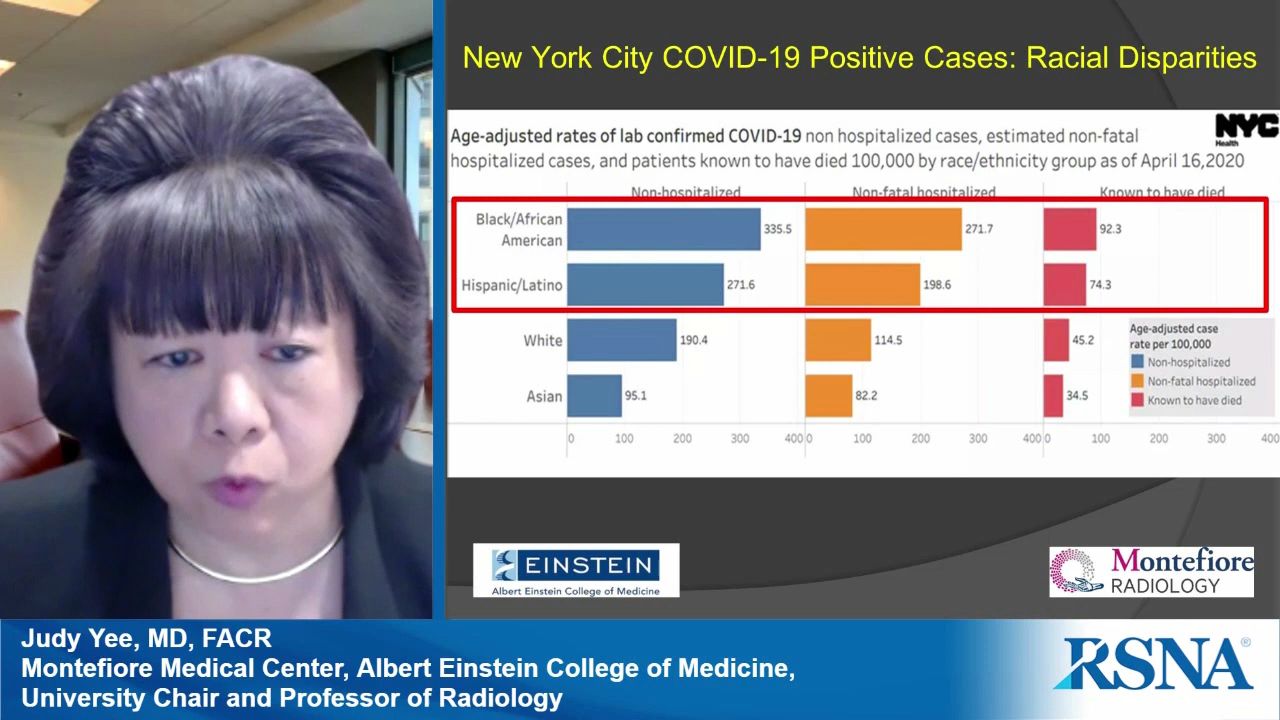 New York City COVID-19 Positive Cases: Racial Disparities
NYC
Health
Age-adjusted rates of lab confirmed COVID-19 non hospitalized cases, estimated non-fatal
hospitalized cases, and patients known to have died 100,000 by race/ethnicity group as of April 16,2020
Non-hospitalized Non-fatal hospitalized Known to have died
Black/African
American
335.5 271.7 92.3
Hispanic/Latino 271.6 198.6 74.3
White 190.4 114.5 45.2
Asian 95.1 82.2 34.5
Age-adjusted case
rate per 100,000
Non-hospitalized
Non-fatal hospitalized
Known to have died
0 100 200 300 400 0 100 200 300 400 0 100 200 300 400
EINSTEIN
Albert Einstein College of Medicine
Montefiore
RADIOLOGY
Judy Yee, MD, FACR
Montefiore Medical Center, Albert Einstein College of Medicine,
University Chair and Professor of Radiology
RSNA®